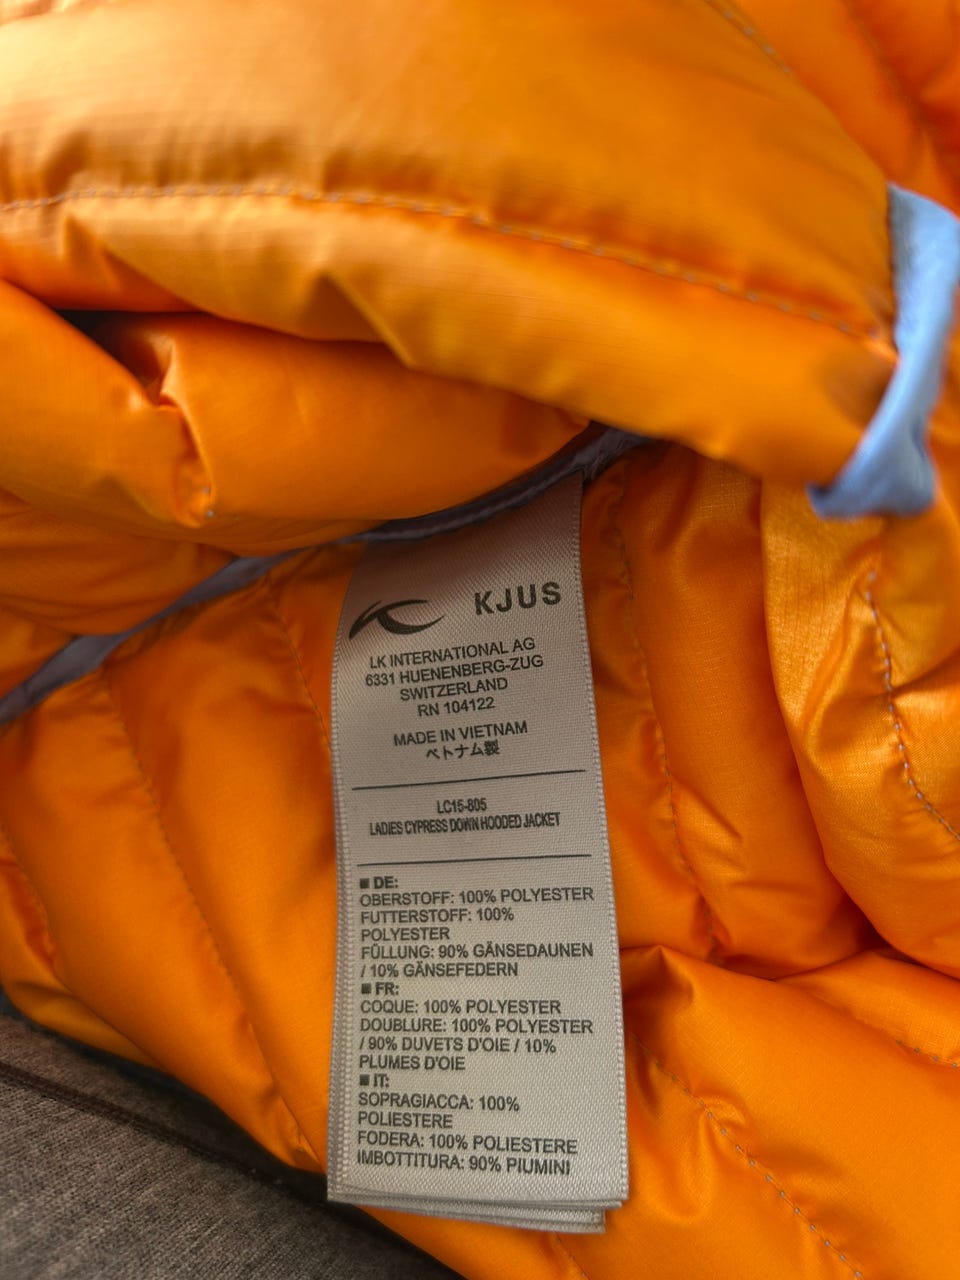 KJUS
LK INTERNATIONAL AG
6331 HUENENBERG-ZUG
SWITZERLAND
RN 104122
MADE IN VIETNAM
ベトナム製
LC15-805
LADIES CYPRESS DOWN HOODED JACKET
■ DE:
OBERSTOFF: 100% POLYESTER
FUTTERSTOFF: 100%
POLYESTER
FÜLLUNG: 90% GÄNSEDAUNEN
/ 10% GÄNSEFEDERN
■ FR:
COQUE: 100% POLYESTER
DOUBLURE: 100% POLYESTER
/ 90% DUVETS D'OIE / 10%
PLUMES D'OIE
■ IT:
SOPRAGIACCA: 100%
POLIESTERE
FODERA: 100% POLIESTERE
IMBOTTITURA: 90% PIUMINI